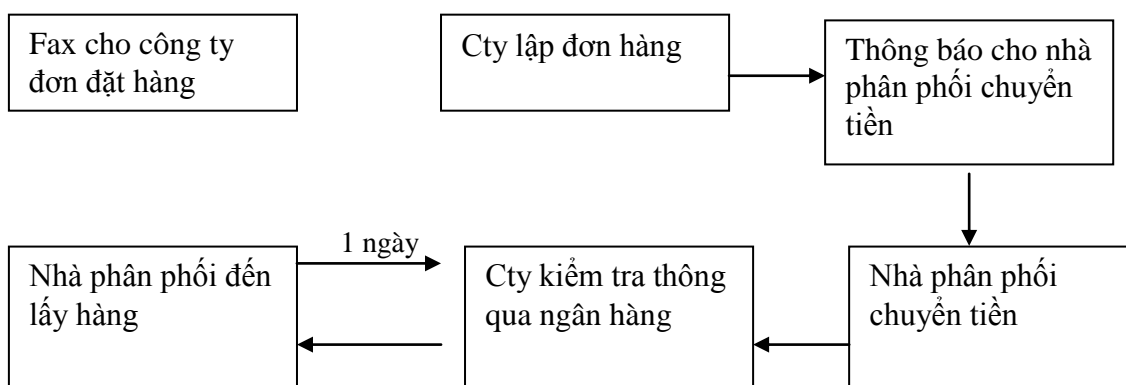 Fax cho công ty
đơn đặt hàng
Cty lập đơn hàng
Thông báo cho nhà
phân phối chuyển
tiền
Nhà phân phối đến
lấy hàng
1 ngày
Cty kiểm tra thông
qua ngân hàng
Nhà phân phối
chuyển tiền